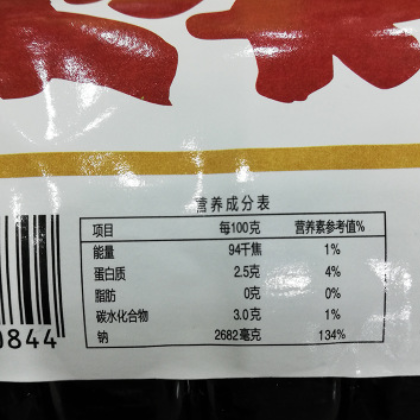 营养成分表
项目 每100克 营养素参考值%
能量 94千焦 1%
蛋白质 2.5克 4%
脂肪 0克 0%
碳水化合物 3.0克 1%
钠 2682毫克 134%
0844